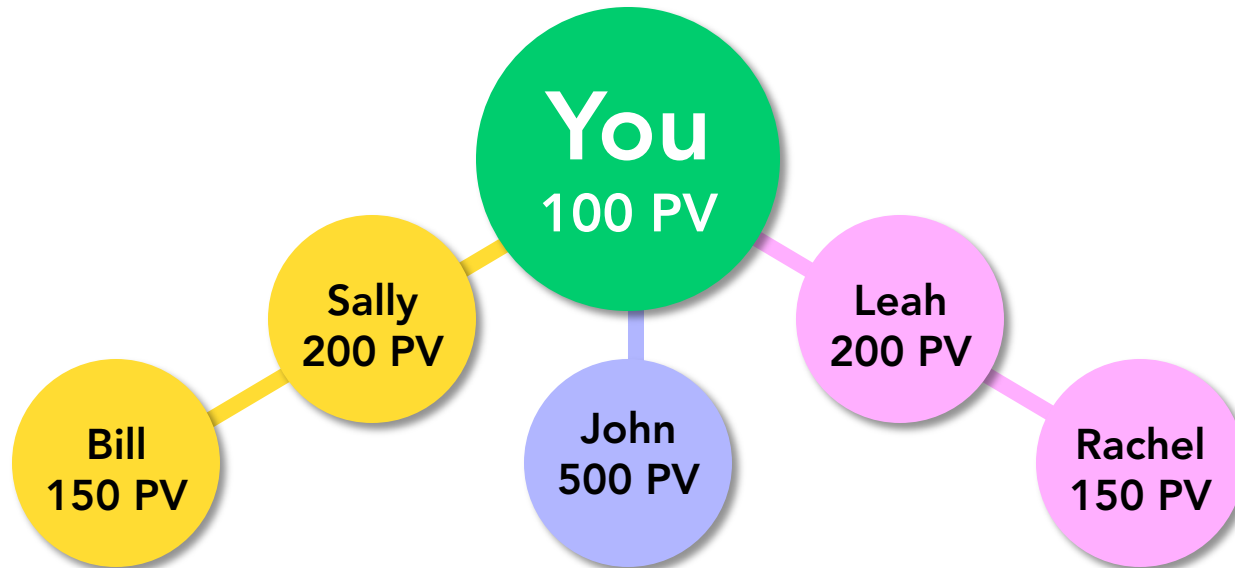 You
100 PV
Sally
200 PV
Leah
200 PV
Bill
150 PV
John
500 PV
Rachel
150 PV